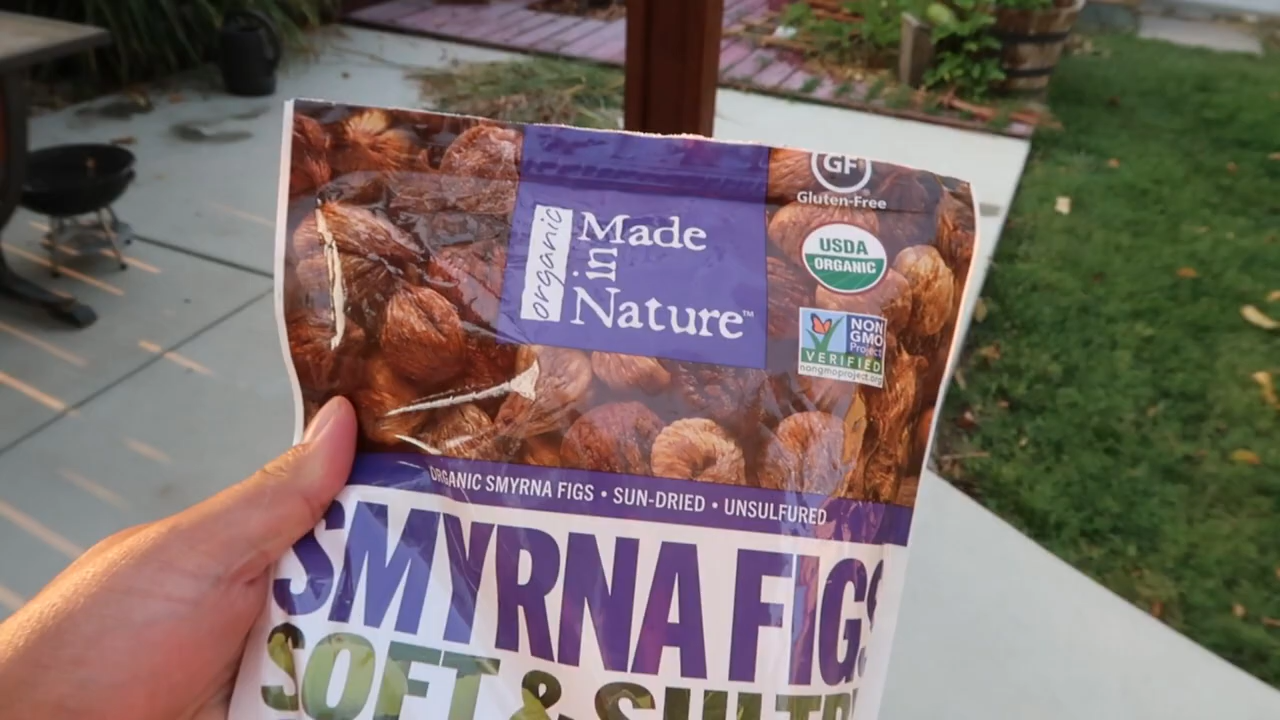 organic
Made
in
Nature™
GF
Gluten-Free
USDA
ORGANIC
NON
GMO
Project
VERIFIED
nongmoproject.org
ORGANIC SMYRNA FIGS • SUN-DRIED • UNSULFURED
SMYRNA FIGS
SOFT &